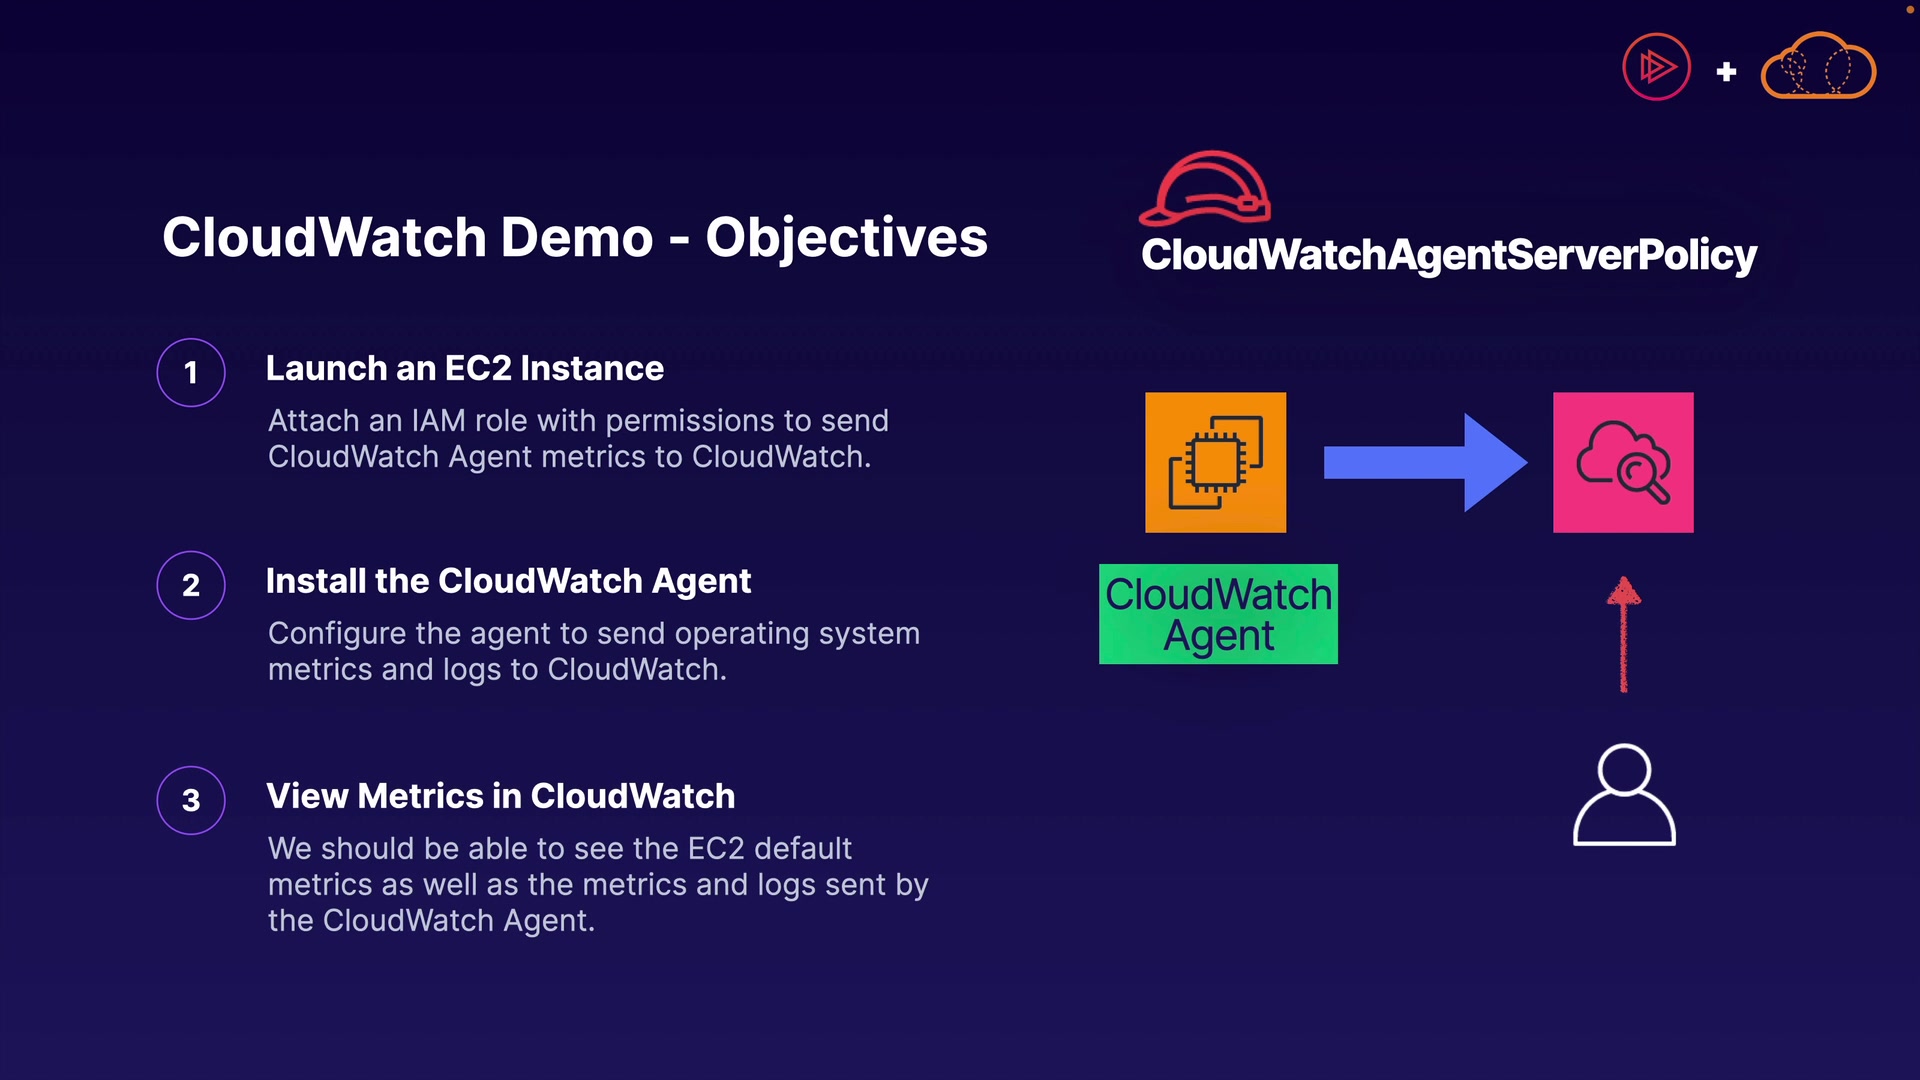 CloudWatch Demo - Objectives
1
Launch an EC2 Instance
Attach an IAM role with permissions to send
CloudWatch Agent metrics to CloudWatch.
2
Install the CloudWatch Agent
Configure the agent to send operating system
metrics and logs to CloudWatch.
3
View Metrics in CloudWatch
We should be able to see the EC2 default
metrics as well as the metrics and logs sent by
the CloudWatch Agent.
+
CloudWatchAgentServerPolicy
CloudWatch
Agent